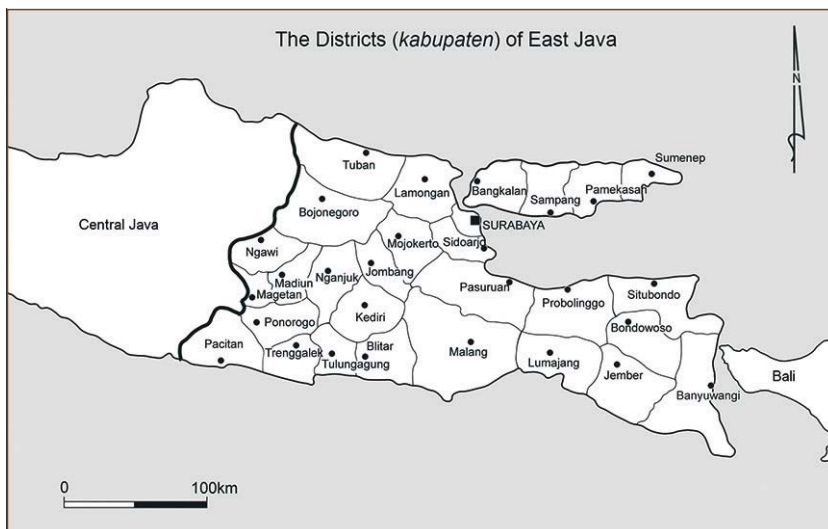 The Districts (kabupaten) of East Java
N
Tuban
Sumenep
Lamongan
Bangkalan
Pamekasan
Sampang
Bojonegoro
Central Java
SURABAYA
Mojokerto
Sidoarjo
Ngawi
Madiun
Nganjuk
Jombang
Magetan
Pasuruan
Probolinggo
Situbondo
Kediri
Ponorogo
Bondowoso
Pacitan
Trenggalek
Blitar
Malang
Tulungagung
Lumajang
Jember
Bali
Banyuwangi
0
100km